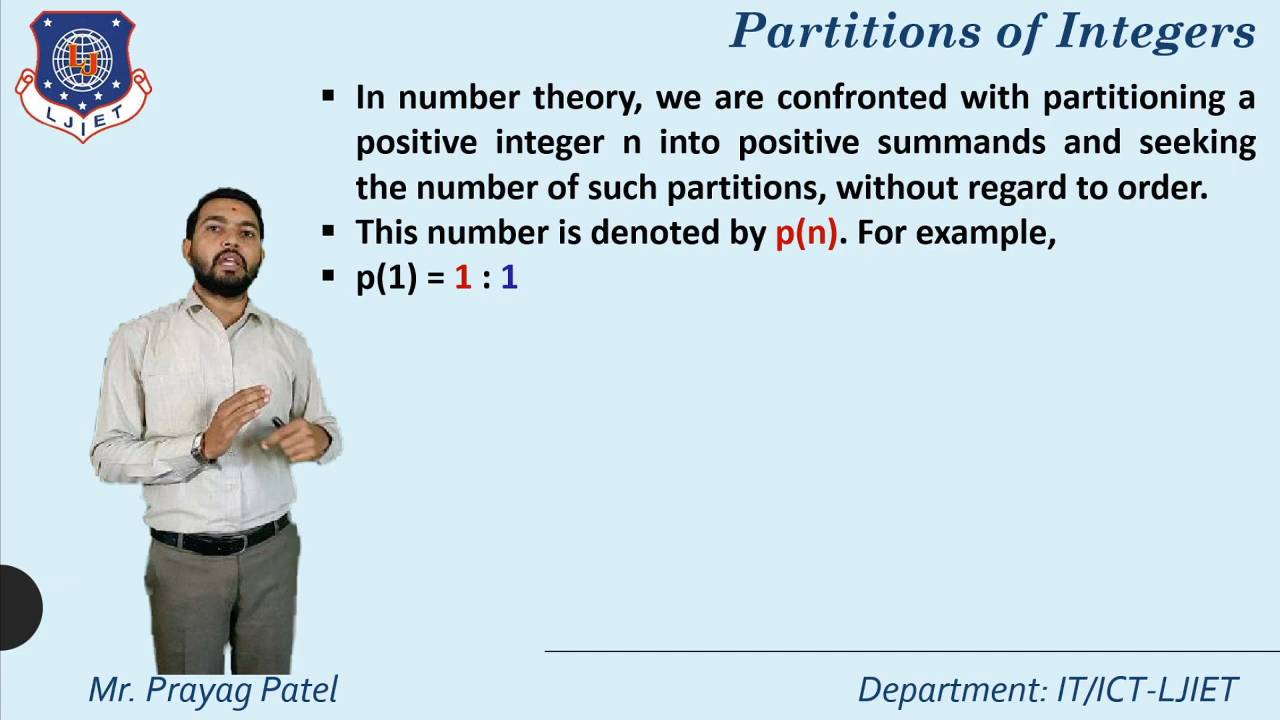 Partitions of Integers
LJIET
▪ In number theory, we are confronted with partitioning a
positive integer n into positive summands and seeking
the number of such partitions, without regard to order.
▪ This number is denoted by p(n). For example,
▪ p(1) = 1 : 1
Mr. Prayag Patel
Department: IT/ICT-LJIET